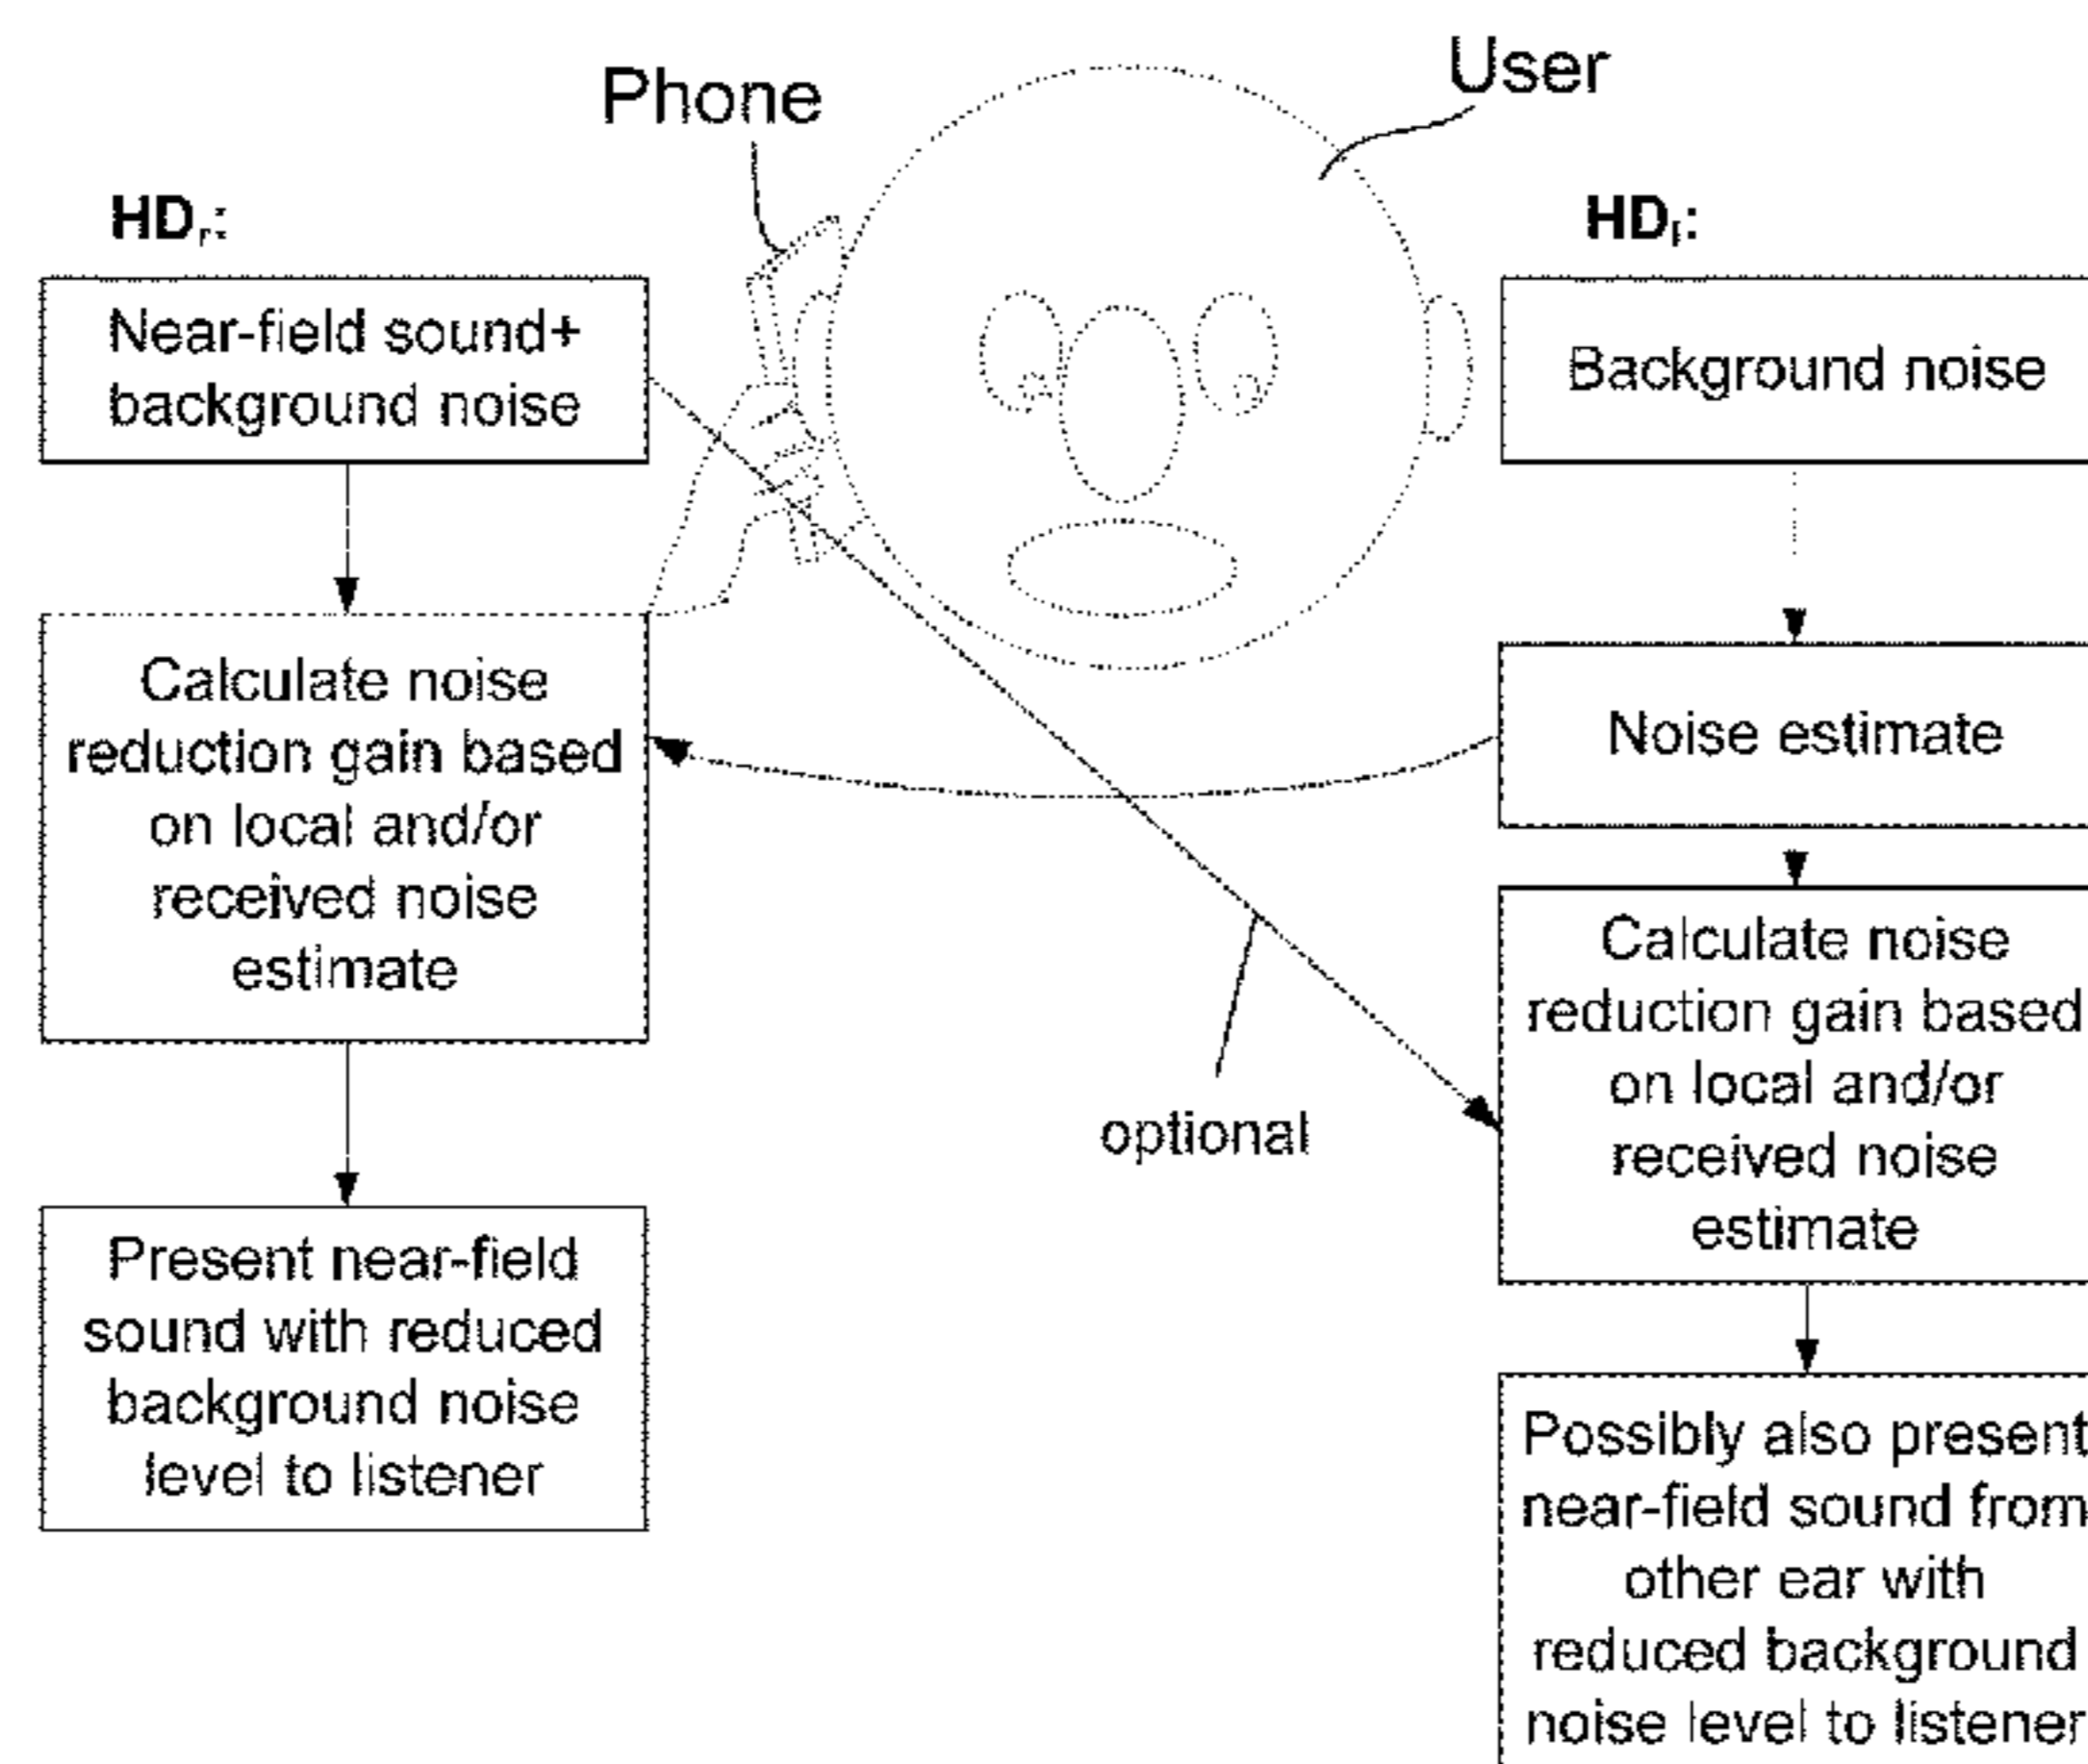 Phone
User
HDr:
HDl:
Near-field sound+
background noise
Background noise
Calculate noise
reduction gain based
on local and/or
received noise
estimate
Noise estimate
Calculate noise
reduction gain based
on local and/or
received noise
estimate
optional
Present near-field
sound with reduced
background noise
level to listener
Possibly also present
near-field sound from
other ear with
reduced background
noise level to listener